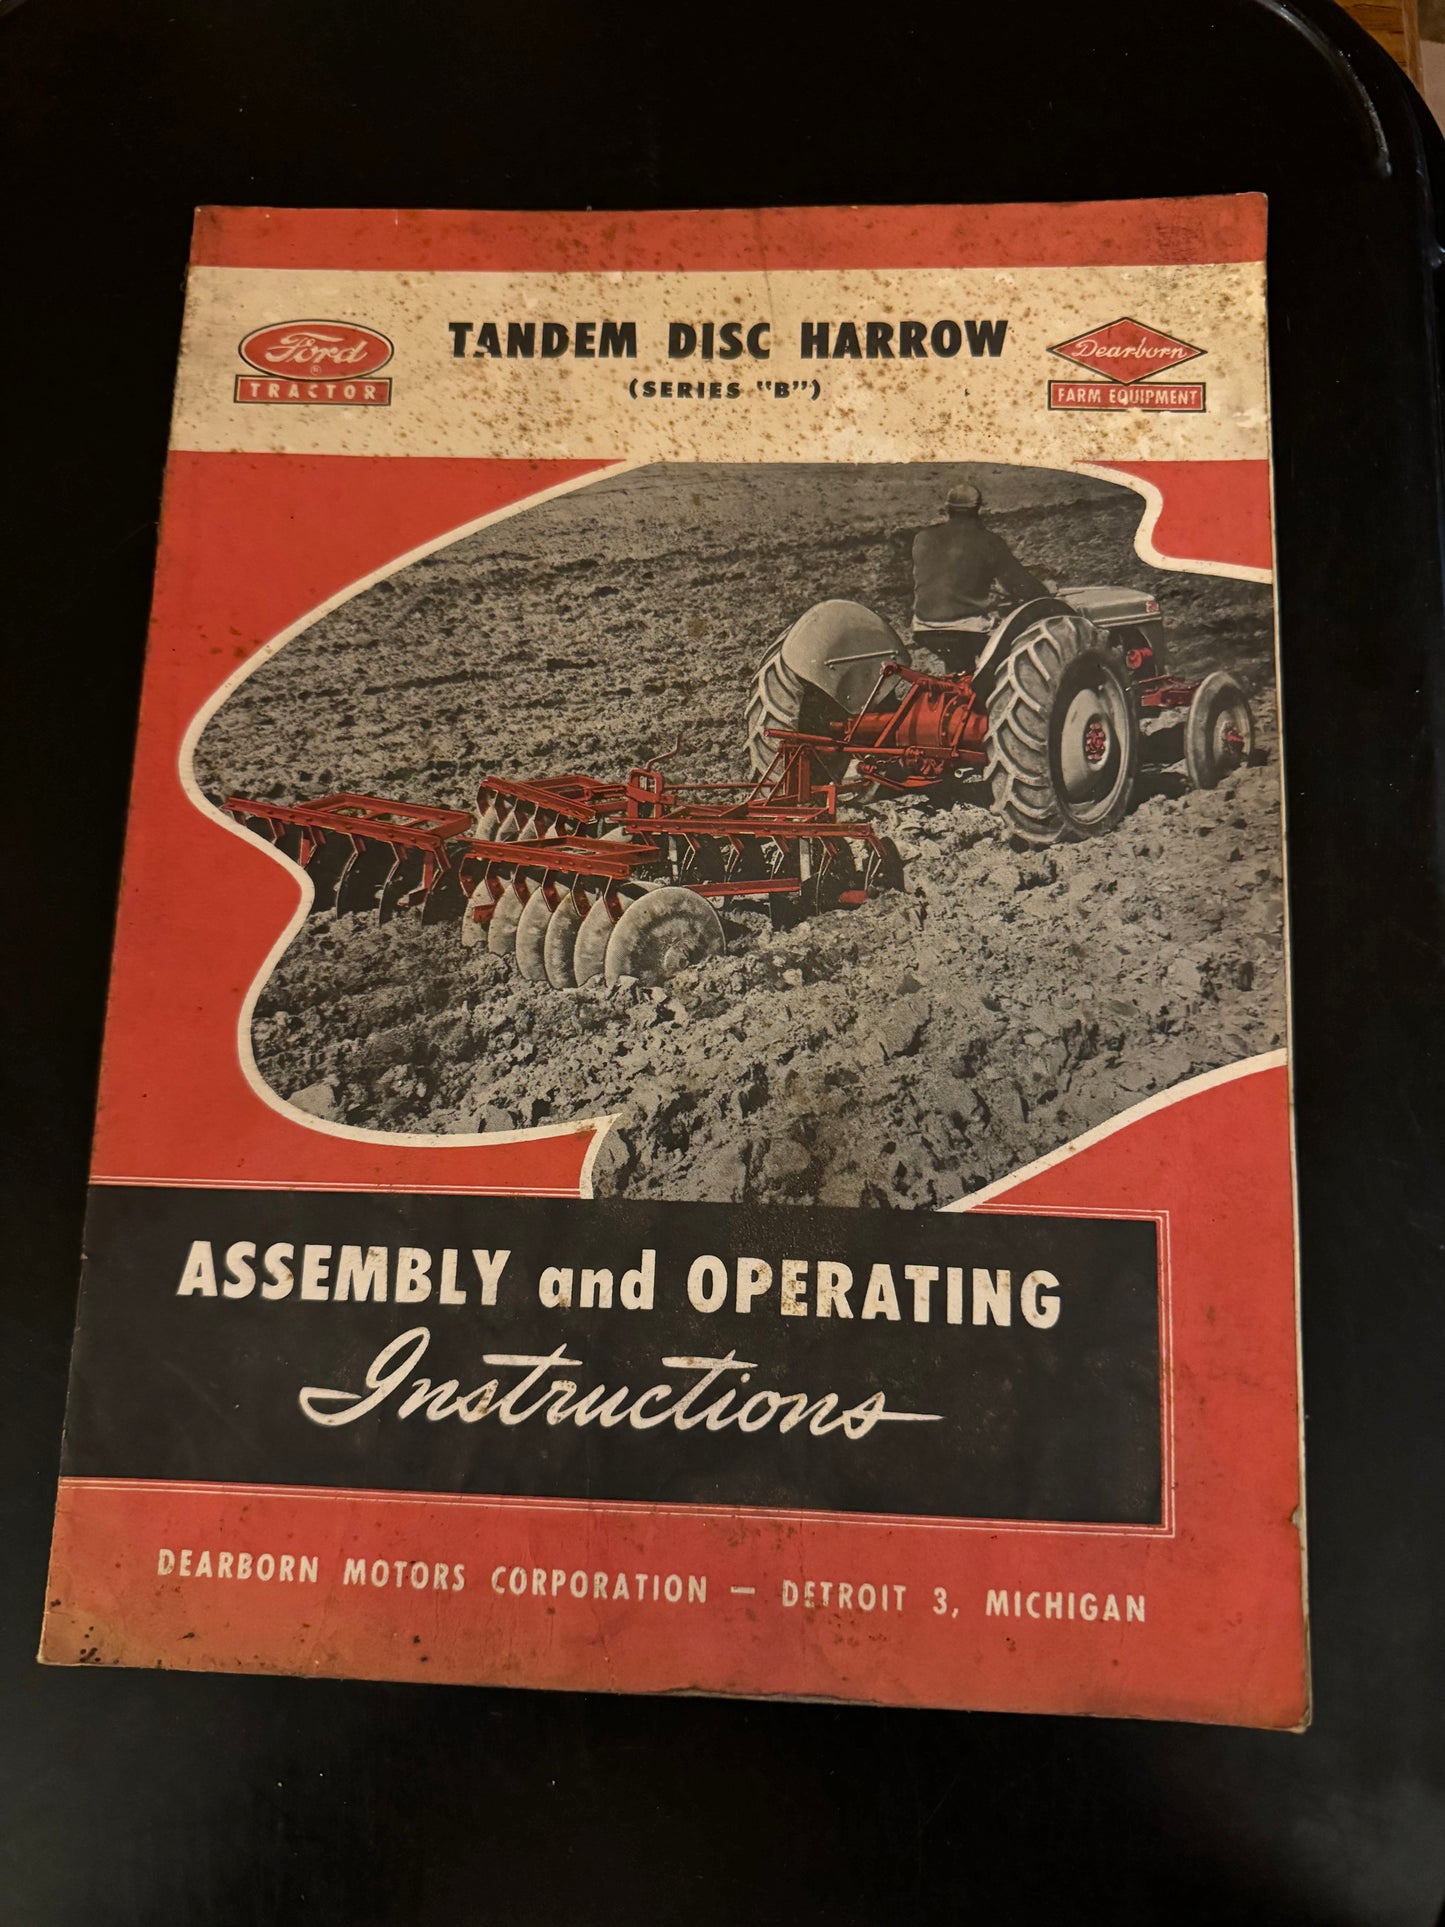 Ford
®
TRACTOR
TANDEM DISC HARROW
(SERIES "B")
Dearborn
FARM EQUIPMENT
ASSEMBLY and OPERATING
Instructions
DEARBORN MOTORS CORPORATION — DETROIT 3, MICHIGAN